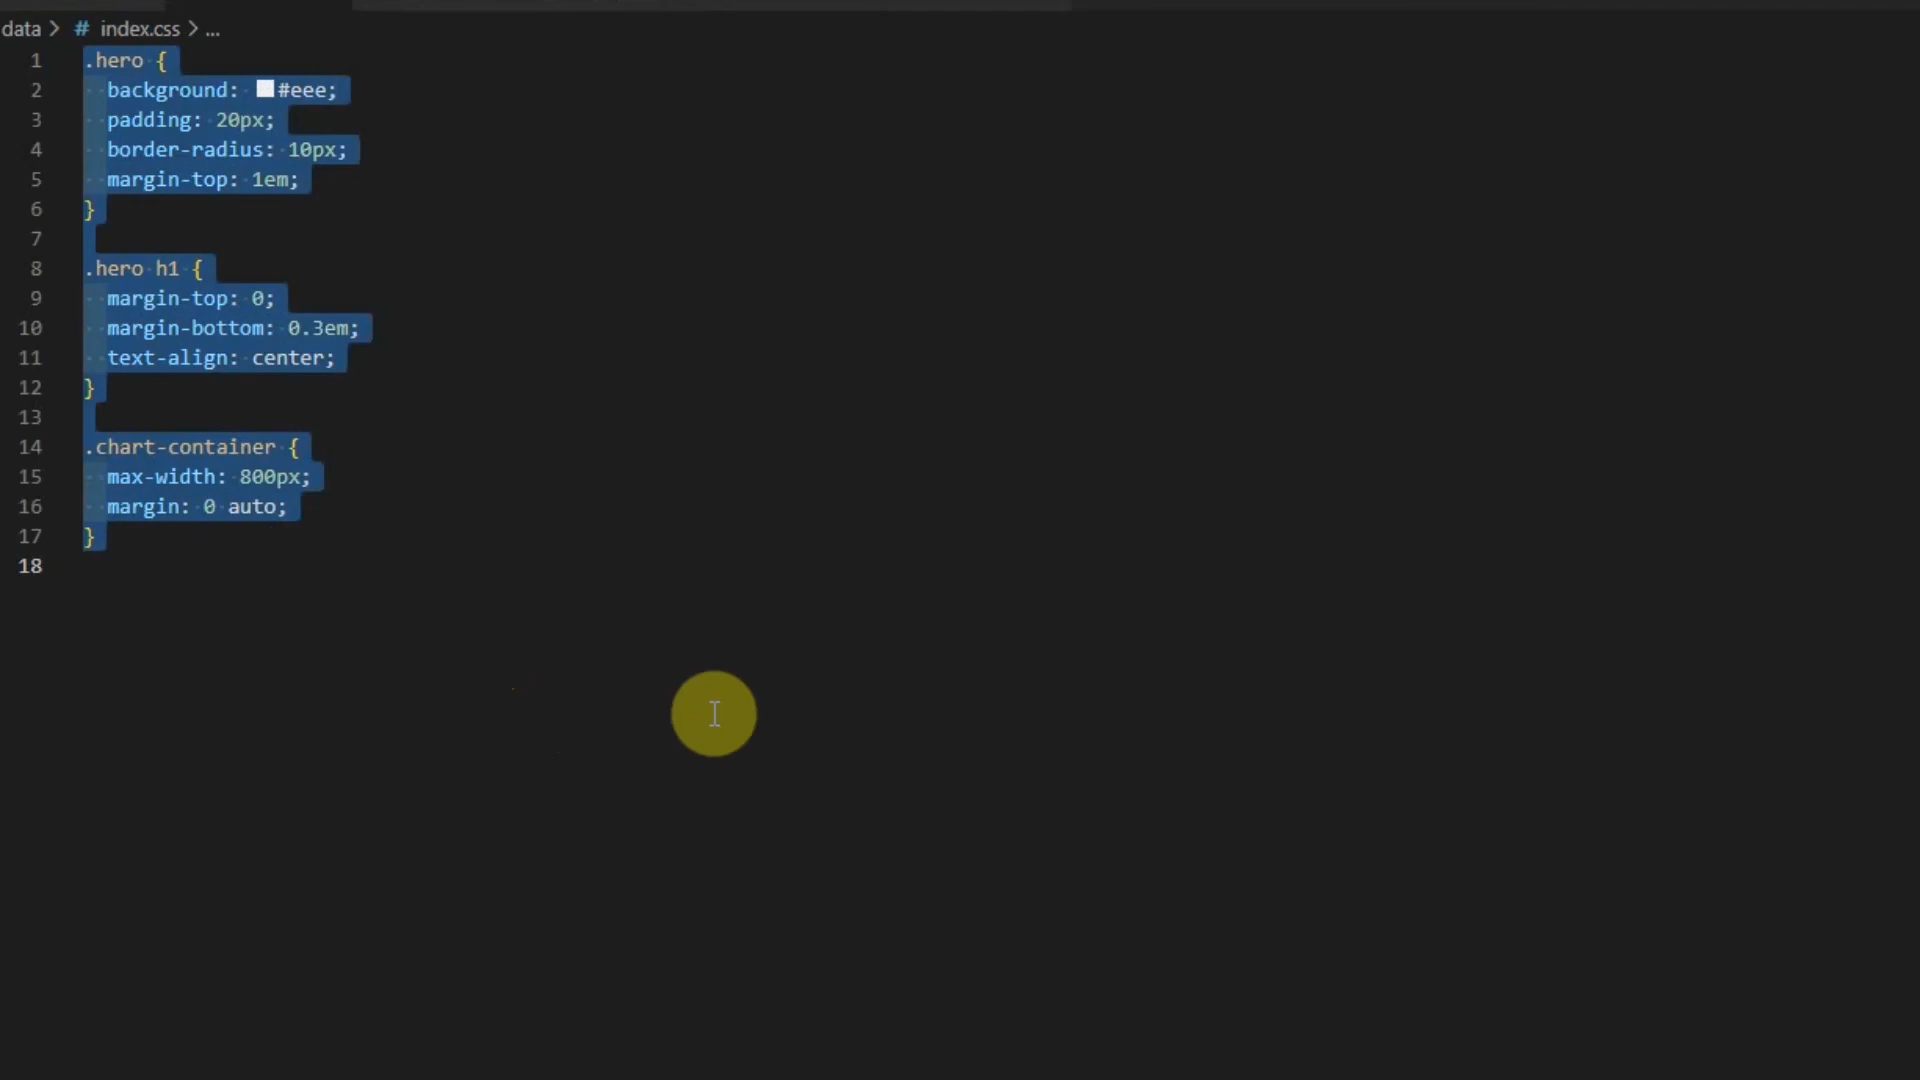 data > # index.css > ...
1 .hero {
2 background: #eee;
3 padding: 20px;
4 border-radius: 10px;
5 margin-top: 1em;
6 }
7
8 .hero h1 {
9 margin-top: 0;
10 margin-bottom: 0.3em;
11 text-align: center;
12 }
13
14 .chart-container {
15 max-width: 800px;
16 margin: 0 auto;
17 }
18